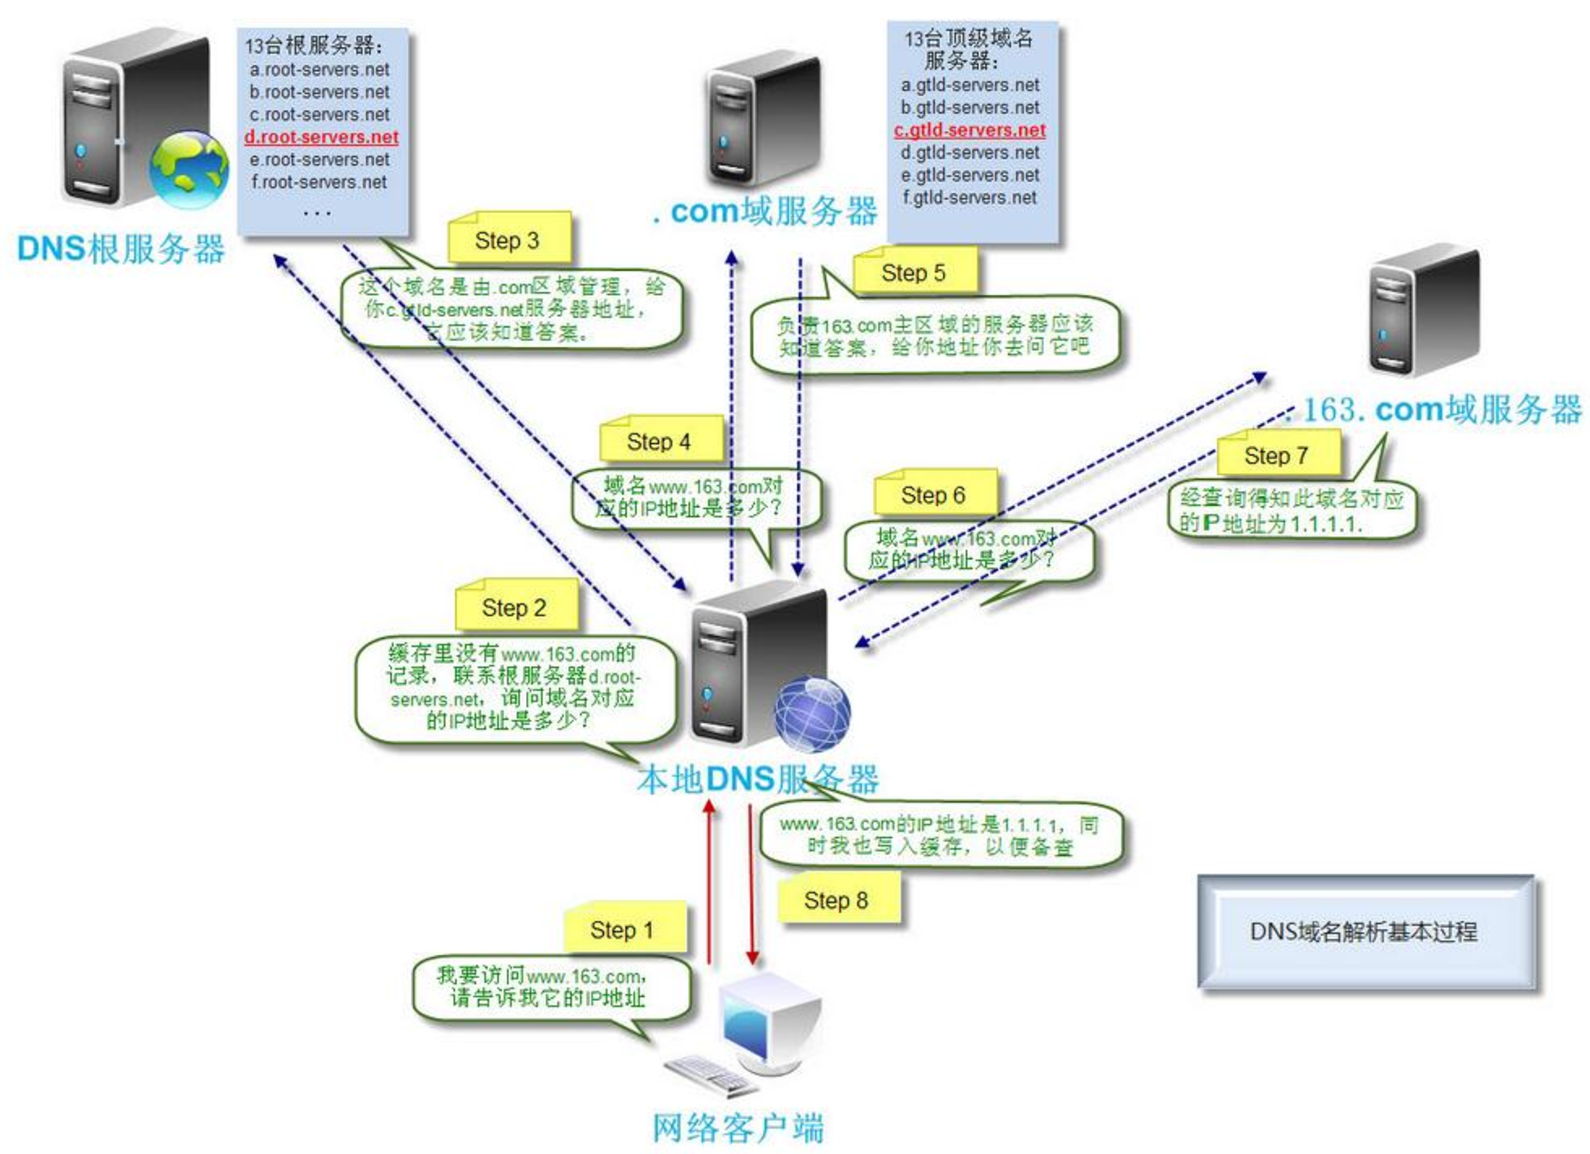 13台根服务器：
a.root-servers.net
b.root-servers.net
c.root-servers.net
d.root-servers.net
e.root-servers.net
f.root-servers.net
...
DNS根服务器
13台顶级域名
服务器：
a.gtld-servers.net
b.gtld-servers.net
c.gtld-servers.net
d.gtld-servers.net
e.gtld-servers.net
f.gtld-servers.net
.com域服务器
Step 3
这个域名是由.com区域管理，给
你c.gtld-servers.net服务器地址，
它应该知道答案。
Step 5
负责163.com主区域的服务器应该
知道答案，给你地址你去问它吧
.163.com域服务器
Step 4
域名www.163.com对
应的IP地址是多少？
Step 6
域名www.163.com对
应的IP地址是多少？
Step 7
经查询得知此域名对应
的IP地址为1.1.1.1.
Step 2
缓存里没有www.163.com的
记录，联系根服务器d.root-
servers.net，询问域名对应
的IP地址是多少？
本地DNS服务器
www.163.com的IP地址是1.1.1.1，同
时我也写入缓存，以便备查
Step 8
Step 1
我要访问www.163.com，
请告诉我它的IP地址
网络客户端
DNS域名解析基本过程